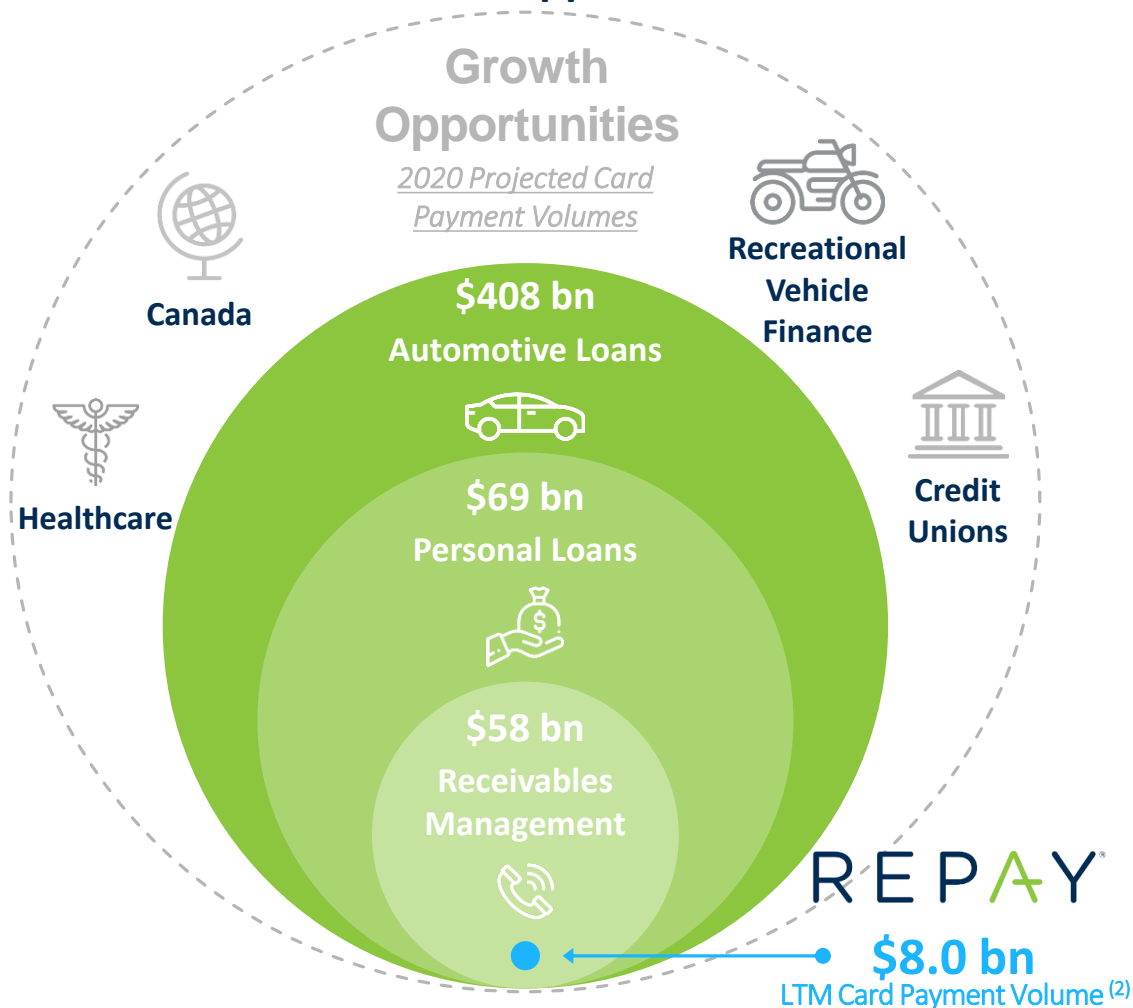 Growth
Opportunities
2020 Projected Card
Payment Volumes
Canada
Recreational
Vehicle
Finance
Healthcare
Credit
Unions
$408 bn
Automotive Loans
$69 bn
Personal Loans
$
$58 bn
Receivables
Management
REPAY®
$8.0 bn
LTM Card Payment Volume (2)